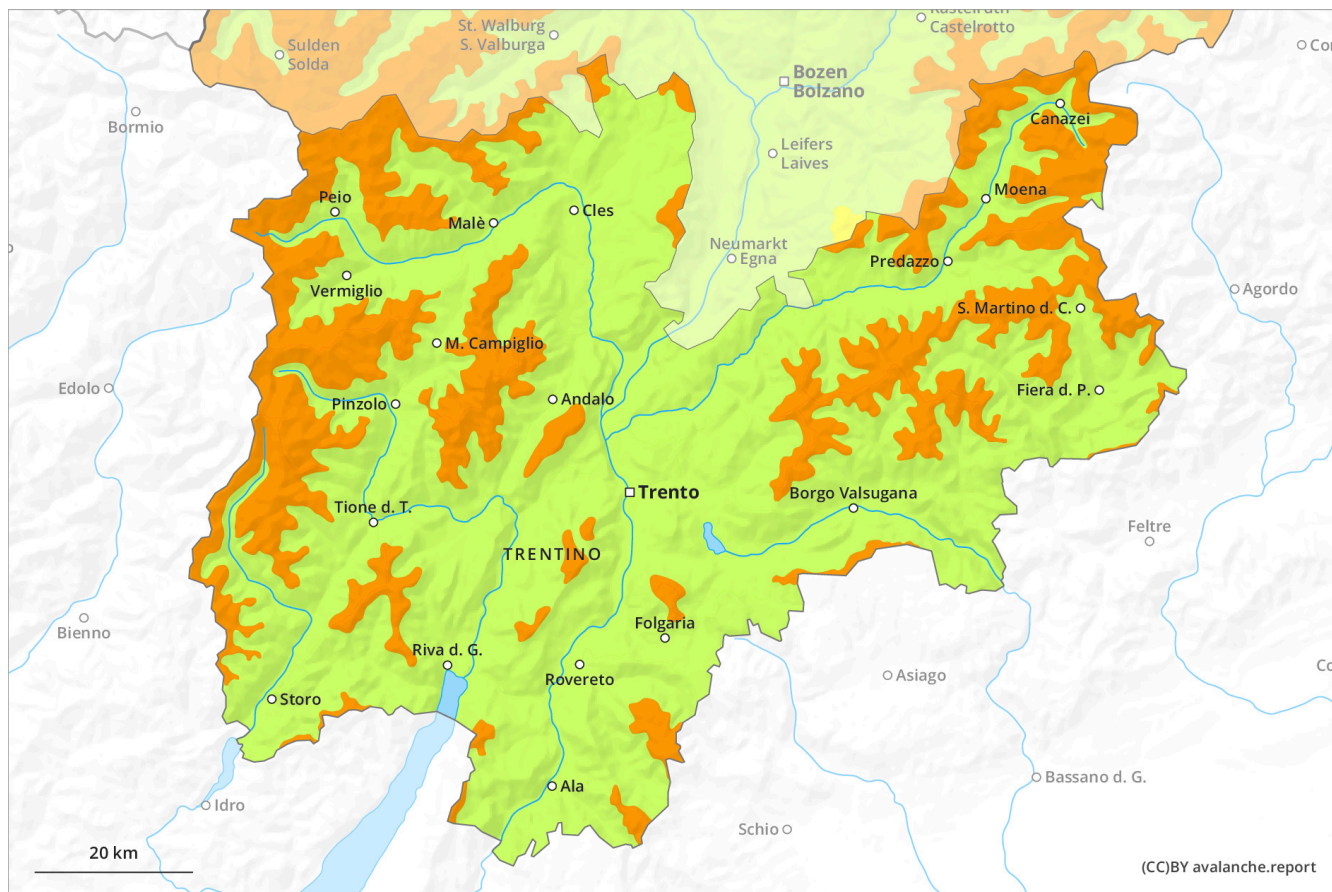 Kastelruth
Castelrotto
St. Walburg
S. Valburga
Sulden
Solda
Bozen
Bolzano
Bormio
Canazei
Leifers
Laives
Peio
Moena
Malè
Cles
Neumarkt
Egna
Predazzo
Vermiglio
Agordo
S. Martino d. C.
M. Campiglio
Edolo
Pinzolo
Andalo
Fiera d. P.
Trento
Borgo Valsugana
Tione d. T.
Feltre
TRENTINO
Bienno
Folgaria
Riva d. G.
Rovereto
Asiago
Storo
Bassano d. G.
Ala
Idro
Schio
20 km
(CC)BY avalanche.report